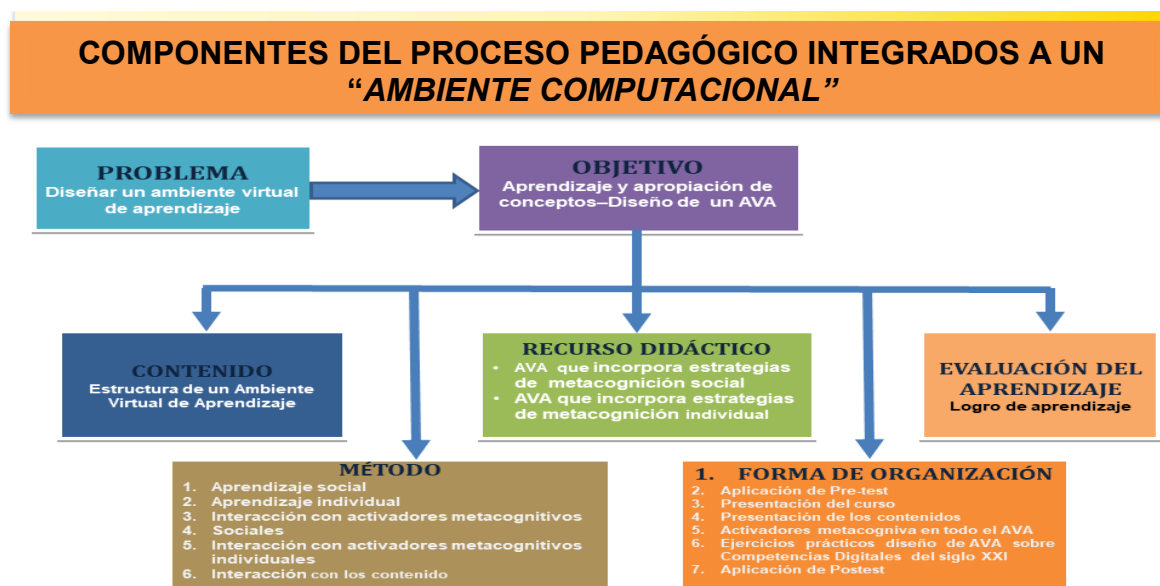 COMPONENTES DEL PROCESO PEDAGÓGICO INTEGRADOS A UN
“AMBIENTE COMPUTACIONAL”
PROBLEMA
Diseñar un ambiente virtual
de aprendizaje
OBJETIVO
Aprendizaje y apropiación de
conceptos–Diseño de un AVA
CONTENIDO
Estructura de un Ambiente
Virtual de Aprendizaje
RECURSO DIDÁCTICO
• AVA que incorpora estrategias
de metacognición social
• AVA que incorpora estrategias
de metacognición individual
EVALUACIÓN DEL
APRENDIZAJE
Logro de aprendizaje
MÉTODO
1. Aprendizaje social
2. Aprendizaje individual
3. Interacción con activadores metacognitivos
4. Sociales
5. Interacción con activadores metacognitivos
individuales
6. Interacción con los contenido
1. FORMA DE ORGANIZACIÓN
2. Aplicación de Pre-test
3. Presentación del curso
4. Presentación de los contenidos
5. Activadores metacogniva en todo el AVA
6. Ejercicios prácticos diseño de AVA sobre
Competencias Digitales del siglo XXI
7. Aplicación de Postest